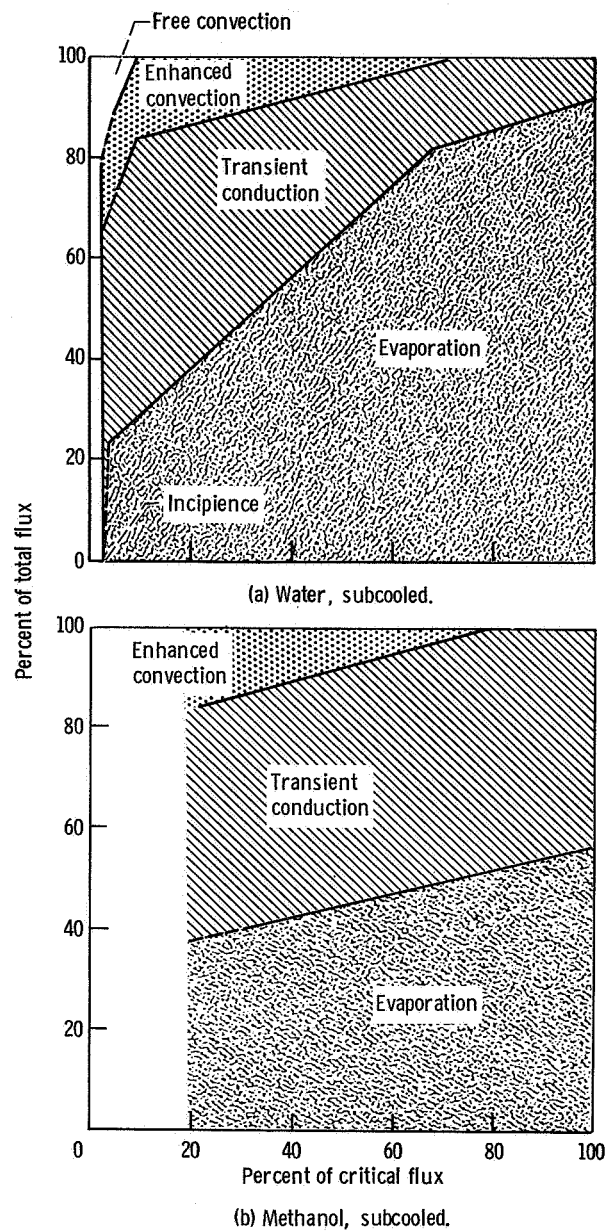 Free convection
100
Enhanced
convection
80
Transient
conduction
60
Evaporation
40
20
Incipience
0
(a) Water, subcooled.
Percent of total flux
100
Enhanced
convection
80
Transient
conduction
60
40
Evaporation
20
0 20 40 60 80 100
Percent of critical flux
(b) Methanol, subcooled.